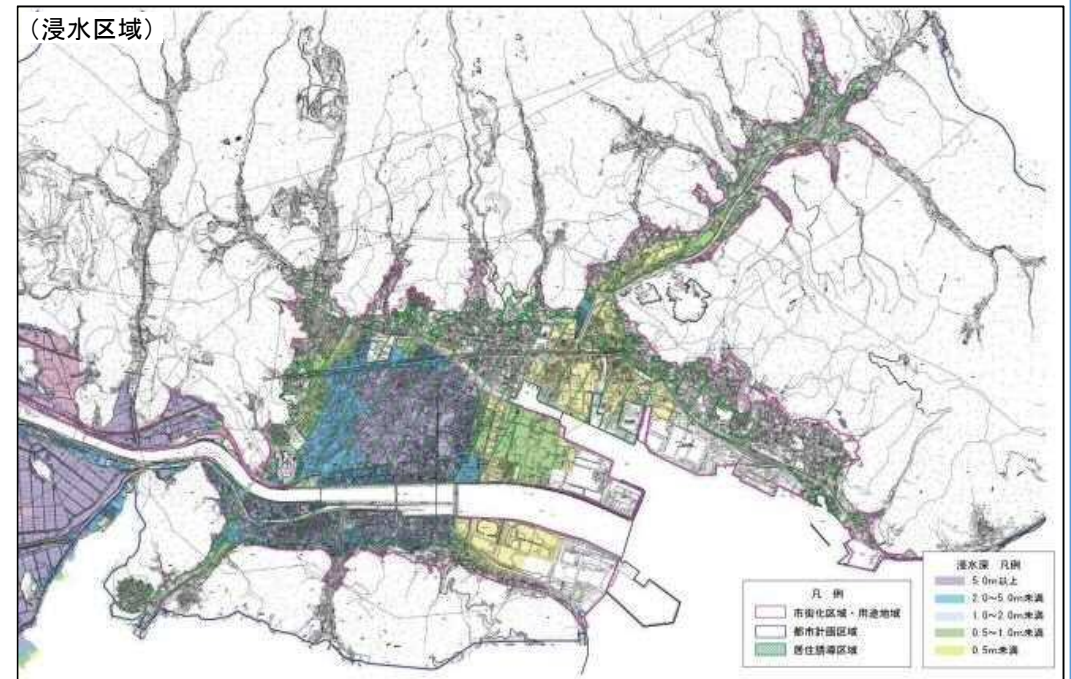 (浸水区域)
凡 例
市街化区域・用途地域
都市計画区域
居住誘導区域
浸水深 凡例
5.0m以上
2.0~5.0m未満
1.0~2.0m未満
0.5~1.0m未満
0.5m未満